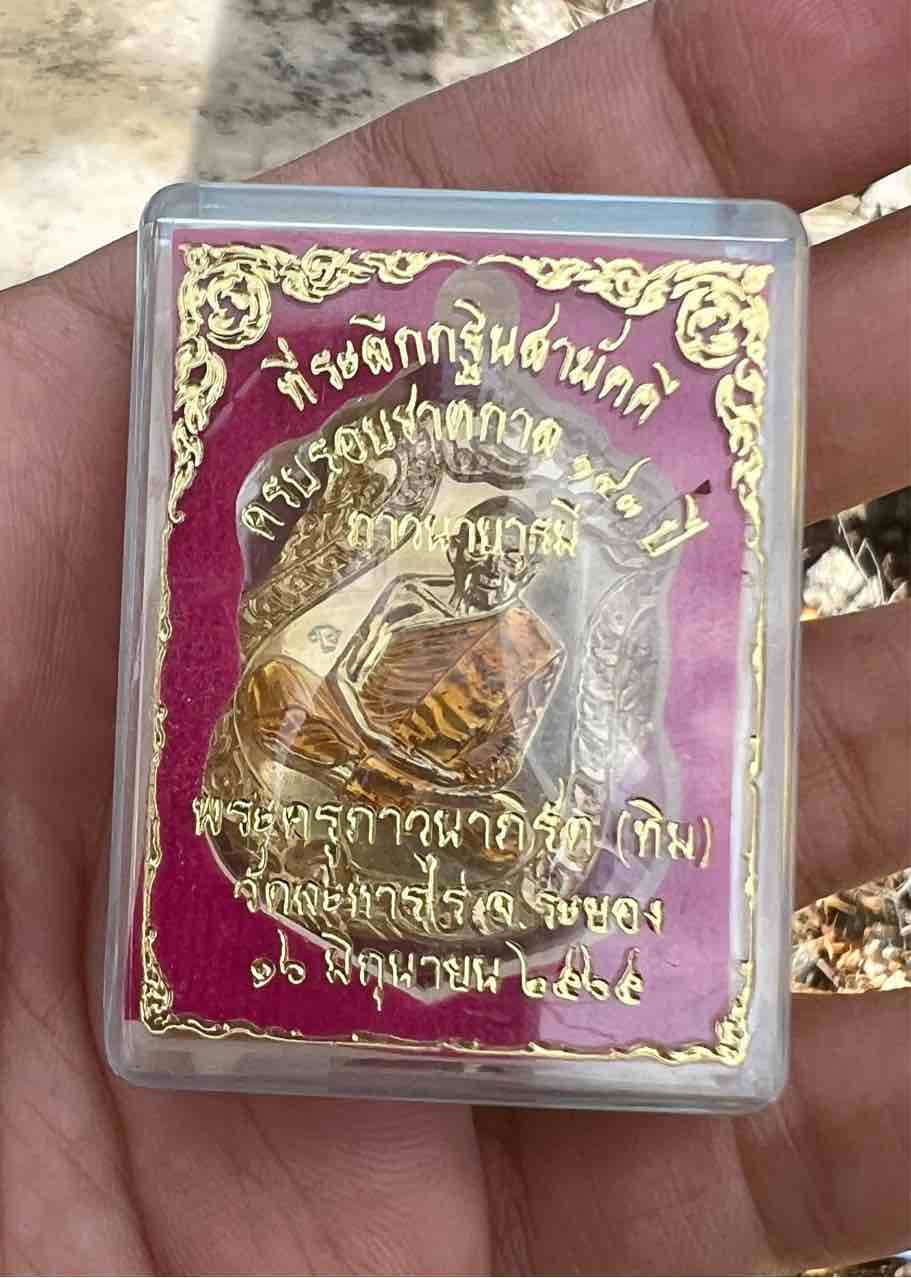 ที่ระลึกกฐินสามัคคี
ครบรอบชาตกาล ๑๔๓ ปี
ภาวนาบารมี
พระครูภาวนาภิรัต (ทิม)
วัดละหารไร่ จ.ระยอง
๑๖ มิถุนายน ๒๕๖๕